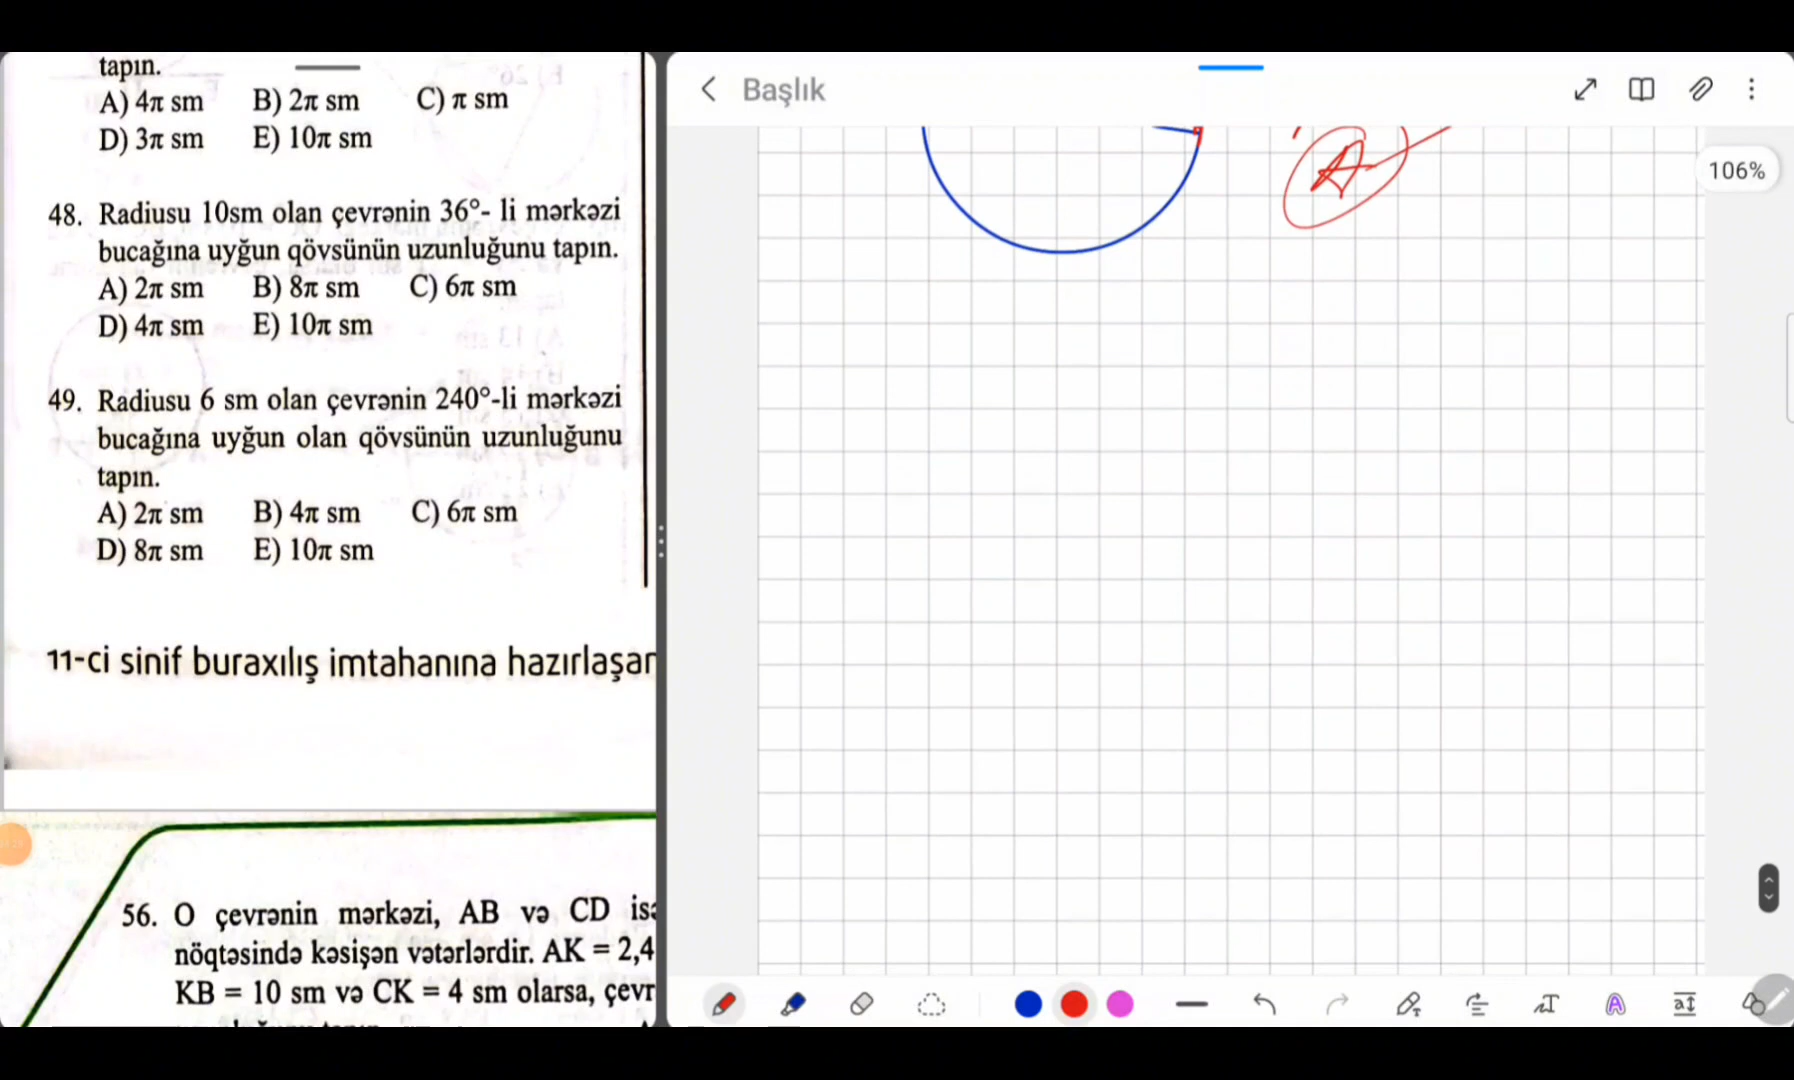 tapın.
A) 4π sm B) 2π sm C) π sm
D) 3π sm E) 10π sm
48. Radiusu 10sm olan çevrənin 36°- li mərkəzi
bucağına uyğun qövsünün uzunluğunu tapın.
A) 2π sm B) 8π sm C) 6π sm
D) 4π sm E) 10π sm
49. Radiusu 6 sm olan çevrənin 240°-li mərkəzi
bucağına uyğun olan qövsünün uzunluğunu
tapın.
A) 2π sm B) 4π sm C) 6π sm
D) 8π sm E) 10π sm
11-ci sinif buraxılış imtahanına
56. O çevrənin mərkəzi, AB və CD
nöqtəsində kəsişən vətərlərdir. AK = 2,4
KB = 10 sm və CK = 4 sm olarsa,
Başlık
A
106%